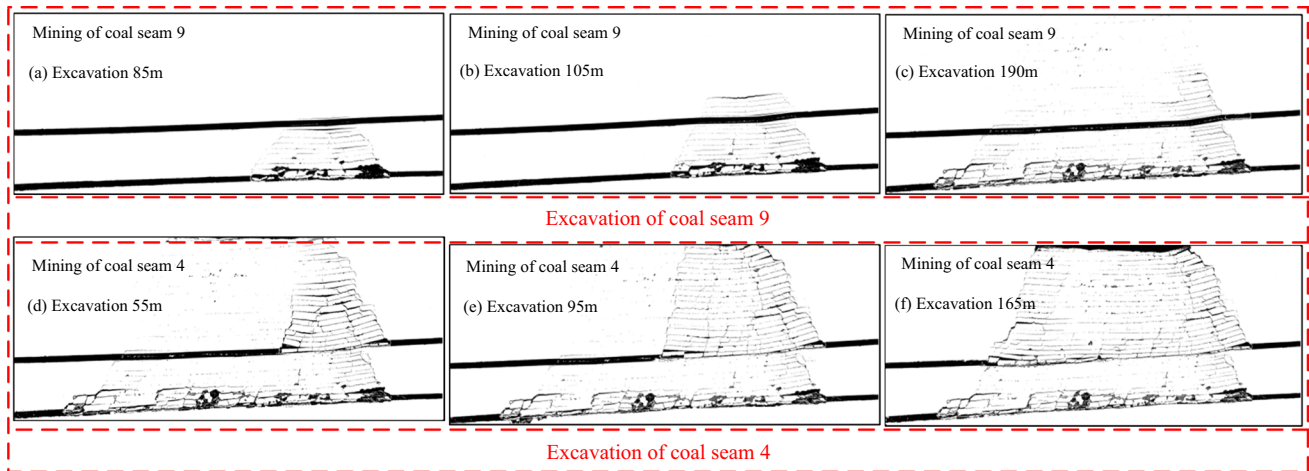 Mining of coal seam 9
(a) Excavation 85m
Mining of coal seam 9
(b) Excavation 105m
Mining of coal seam 9
(c) Excavation 190m
Excavation of coal seam 9
Mining of coal seam 4
(d) Excavation 55m
Mining of coal seam 4
(e) Excavation 95m
Mining of coal seam 4
(f) Excavation 165m
Excavation of coal seam 4